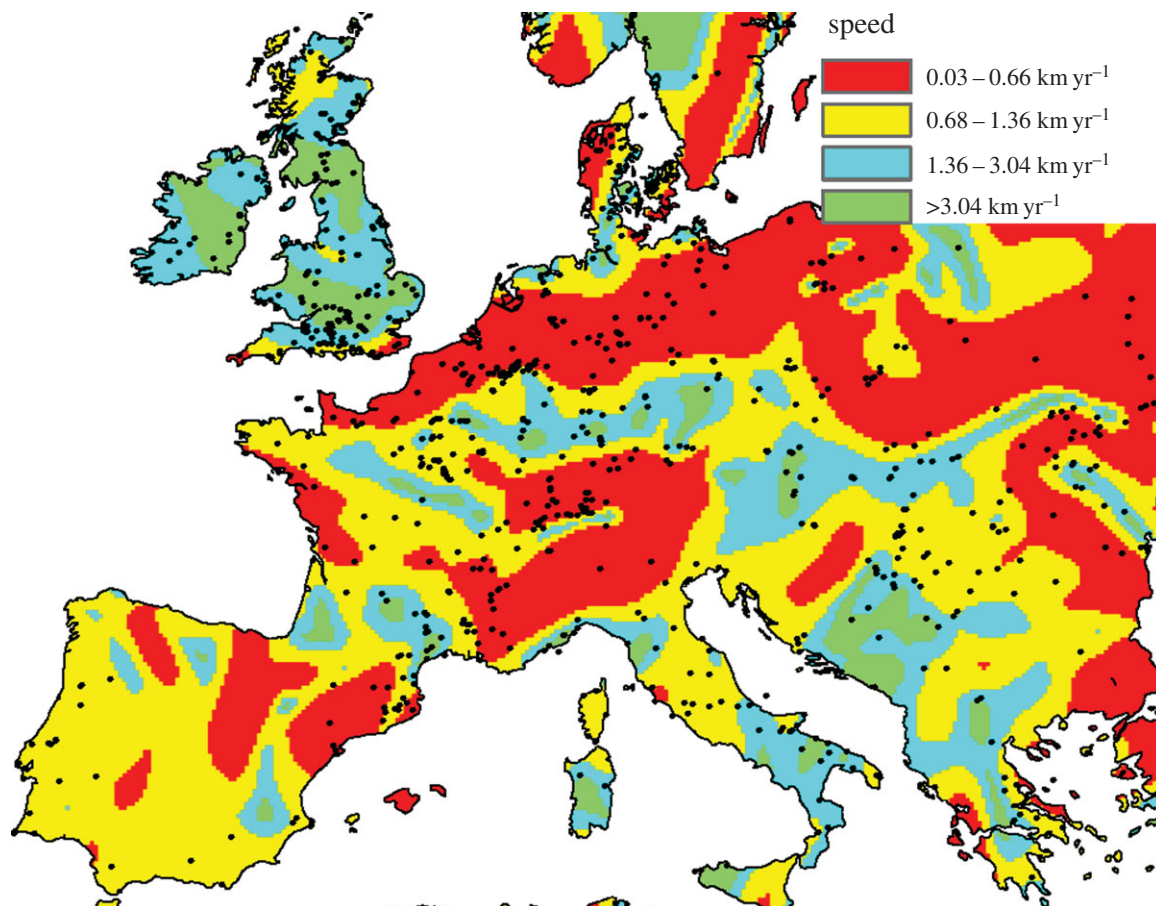 speed
0.03 – 0.66 km yr⁻¹
0.68 – 1.36 km yr⁻¹
1.36 – 3.04 km yr⁻¹
>3.04 km yr⁻¹